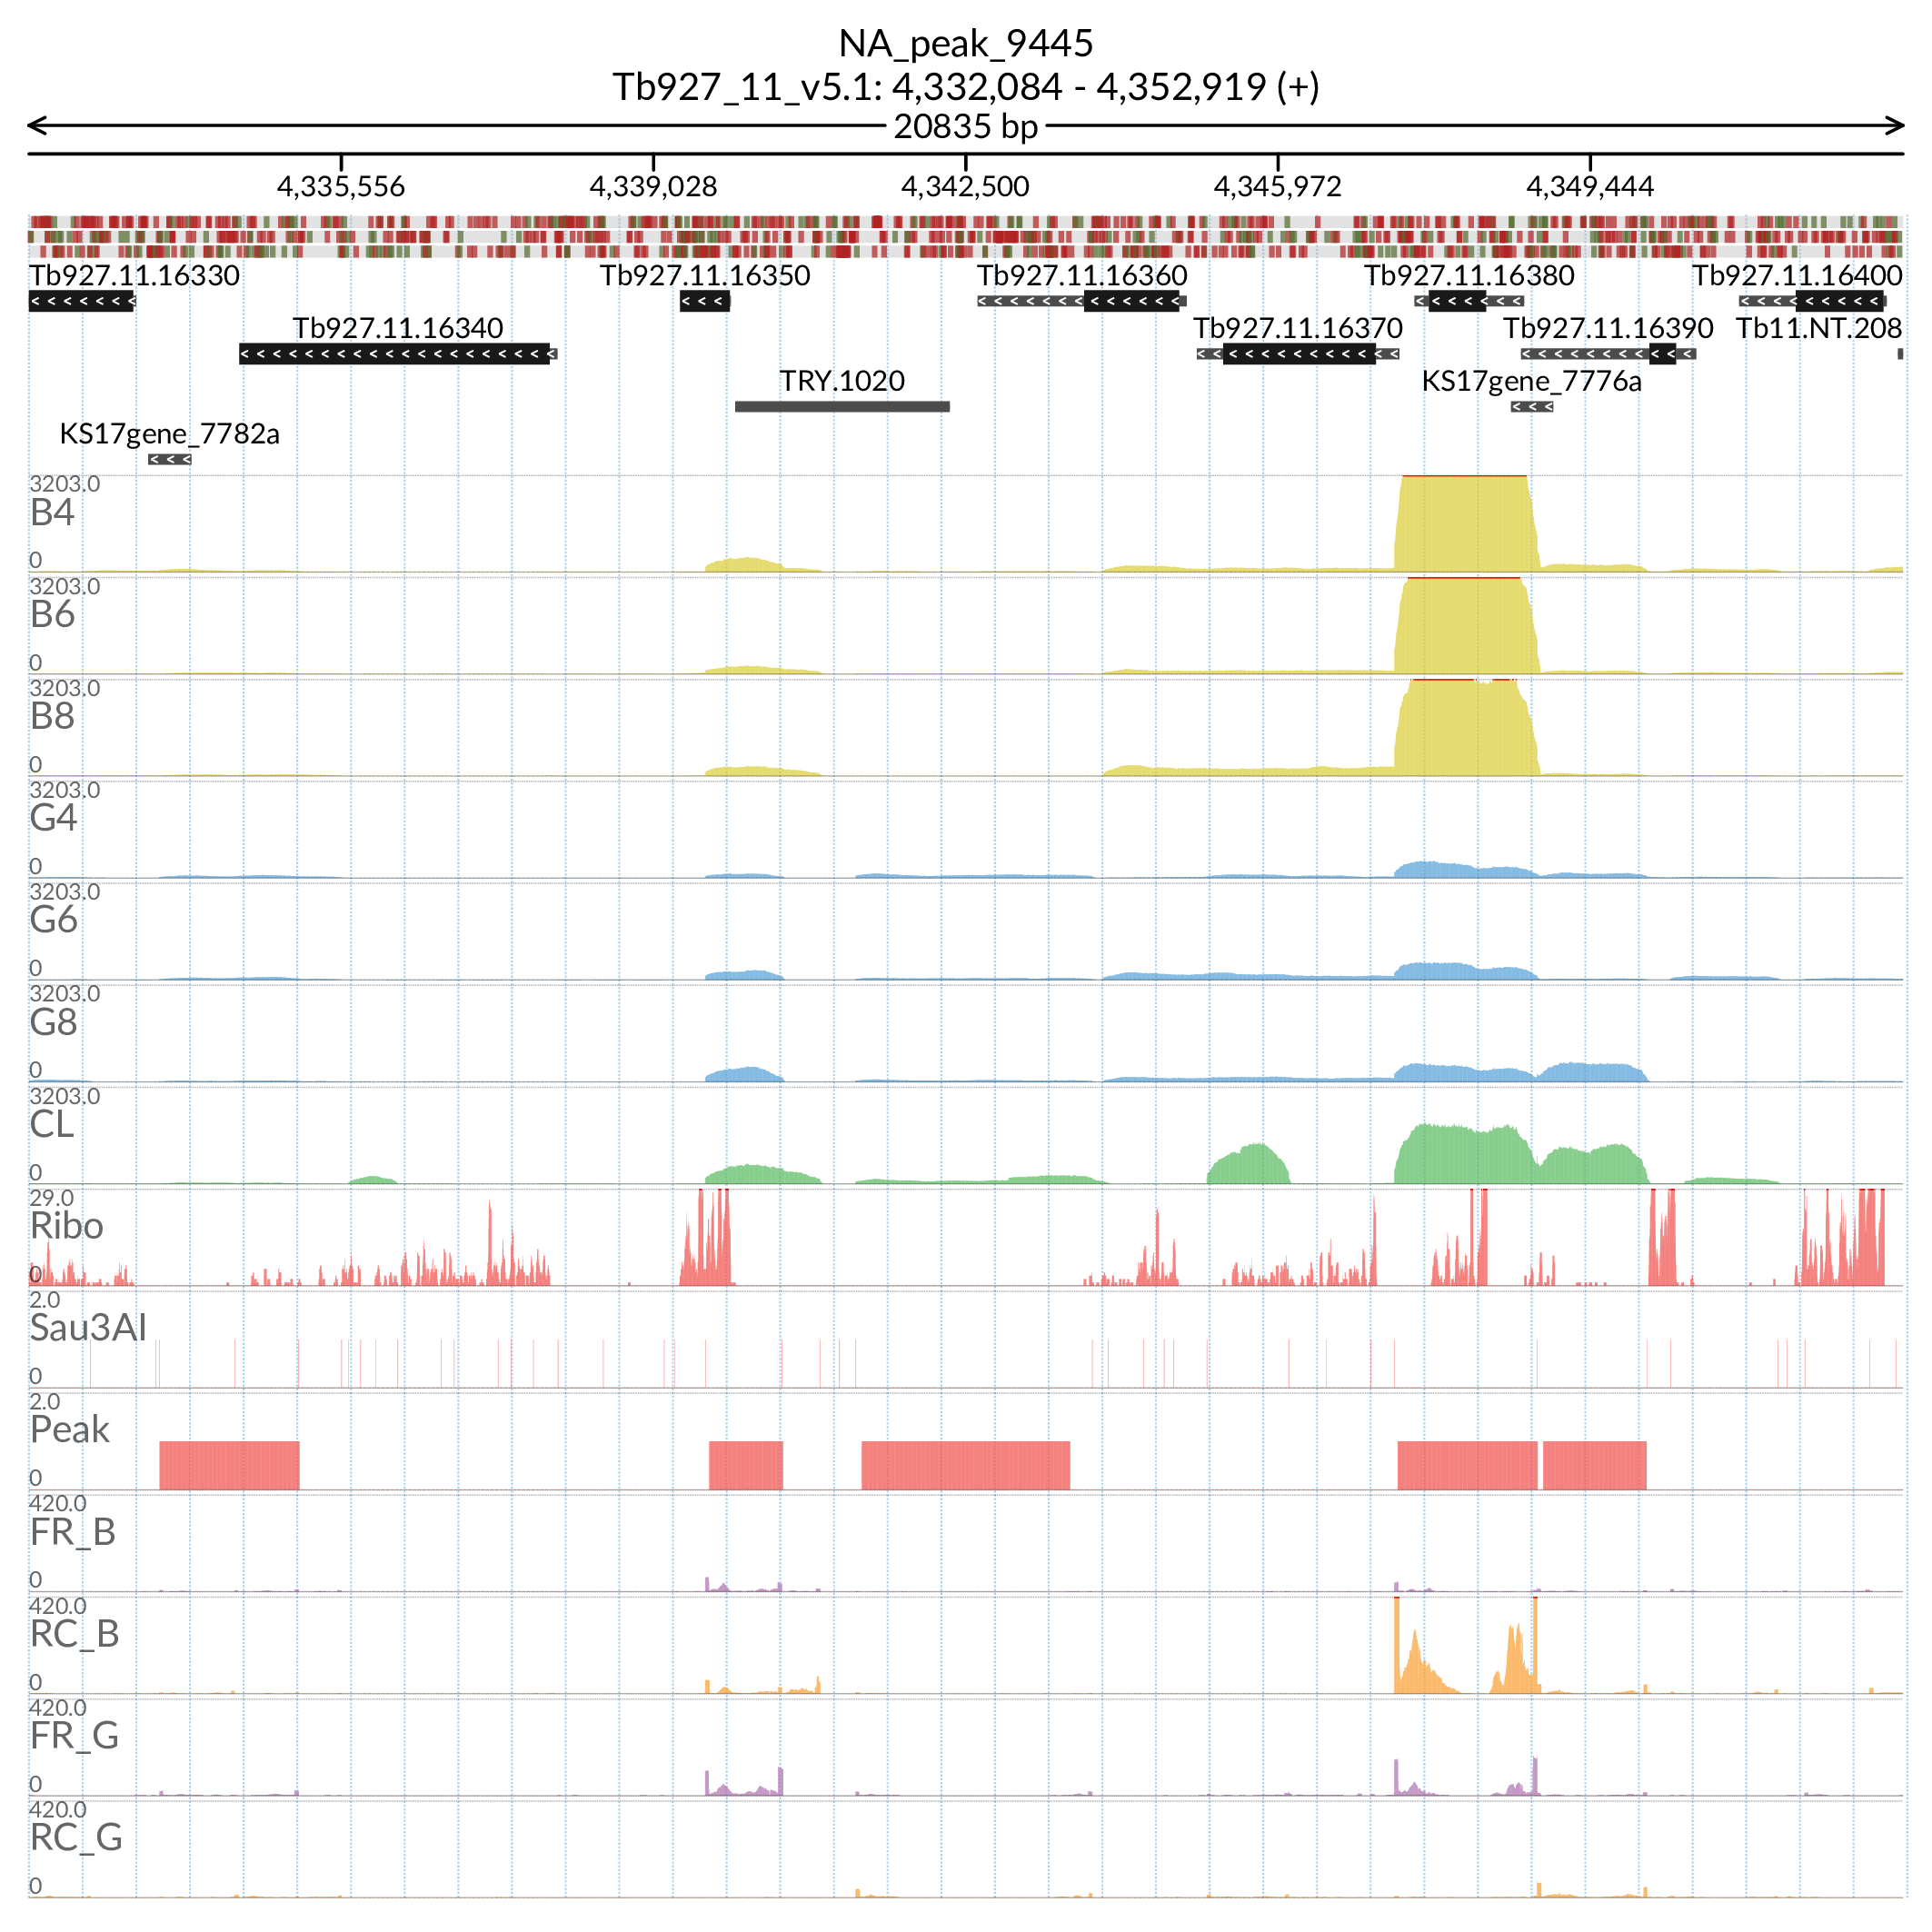 NA_peak_9445
Tb927_11_v5.1: 4,332,084 - 4,352,919 (+)
20835 bp
4,335,556 4,339,028 4,342,500 4,345,972 4,349,444
Tb927.11.16330 Tb927.11.16350 Tb927.11.16360 Tb927.11.16380 Tb927.11.16400
Tb927.11.16340 Tb927.11.16370 Tb927.11.16390 Tb11.NT.208
TRY.1020 KS17gene_7776a
KS17gene_7782a
3203.0
B4
0
3203.0
B6
0
3203.0
B8
0
3203.0
G4
0
3203.0
G6
0
3203.0
G8
0
3203.0
CL
0
29.0
Ribo
0
2.0
Sau3AI
0
2.0
Peak
0
420.0
FR_B
0
420.0
RC_B
0
420.0
FR_G
0
420.0
RC_G
0